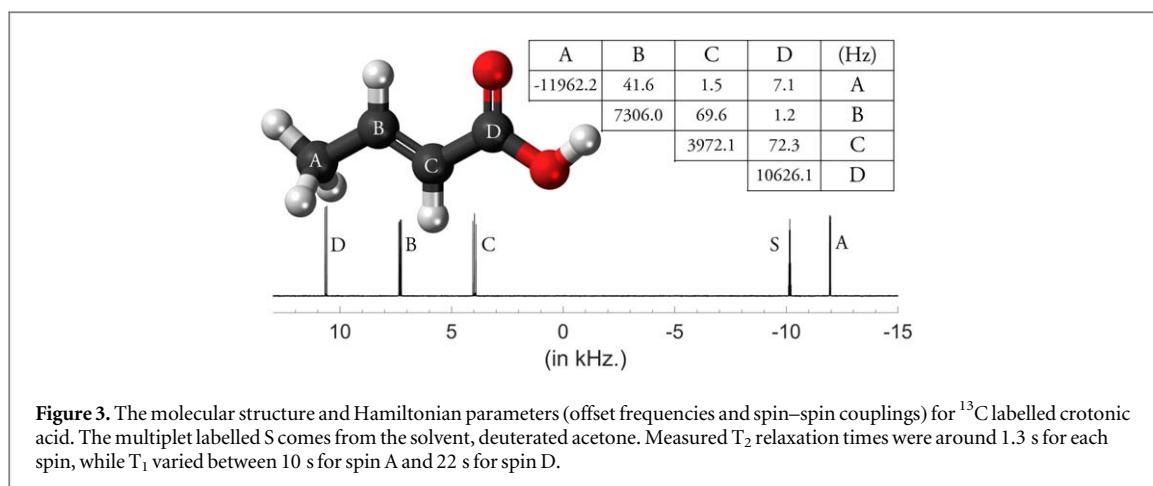 A B C D (Hz)
-11962.2 41.6 1.5 7.1 A
7306.0 69.6 1.2 B
3972.1 72.3 C
10626.1 D
A
B
C
D
D B C S A
10 5 0 -5 -10 -15
(in kHz.)
Figure 3. The molecular structure and Hamiltonian parameters (offset frequencies and spin–spin couplings) for ¹³C labelled crotonic
acid. The multiplet labelled S comes from the solvent, deuterated acetone. Measured T₂ relaxation times were around 1.3 s for each
spin, while T₁ varied between 10 s for spin A and 22 s for spin D.